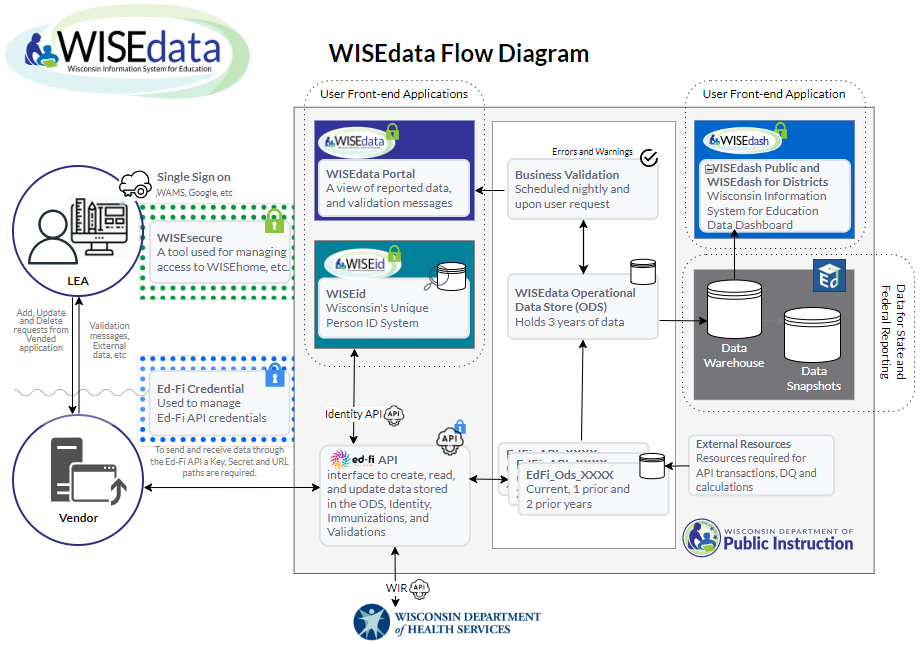 WISEdata
Wisconsin Information System for Education
WISEdata Flow Diagram
User Front-end Applications
User Front-end Application
WISEdata
WISEdata Portal
A view of reported data,
and validation messages
Errors and Warnings
Business Validation
Scheduled nightly and
upon user request
WISEdash
WISEdash Public and
WISEdash for Districts
Wisconsin Information
System for Education
Data Dashboard
Single Sign on
WAMS, Google, etc
WISEsecure
A tool used for managing
access to WISEhome, etc.
LEA
WISEid
WISEid
Wisconsin's Unique
Person ID System
WISEdata Operational
Data Store (ODS)
Holds 3 years of data
Ed
Data
Warehouse
Data
Snapshots
Data for State and
Federal Reporting
Add, Update
and Delete
requests from
Vended
application
Validation
messages,
External
data, etc
Ed-Fi Credential
Used to manage
Ed-Fi API credentials
To send and receive data through
the Ed-Fi API a Key, Secret and URL
paths are required.
Vendor
Identity API
API
API
ed-fi API
interface to create, read,
and update data stored
in the ODS, Identity,
Immunizations, and
Validations
EdFi_Ods_XXXX
Current, 1 prior and
2 prior years
External Resources
Resources required for
API transactions, DQ and
calculations
WISCONSIN DEPARTMENT OF
Public Instruction
WIR
API
WISCONSIN DEPARTMENT
of HEALTH SERVICES